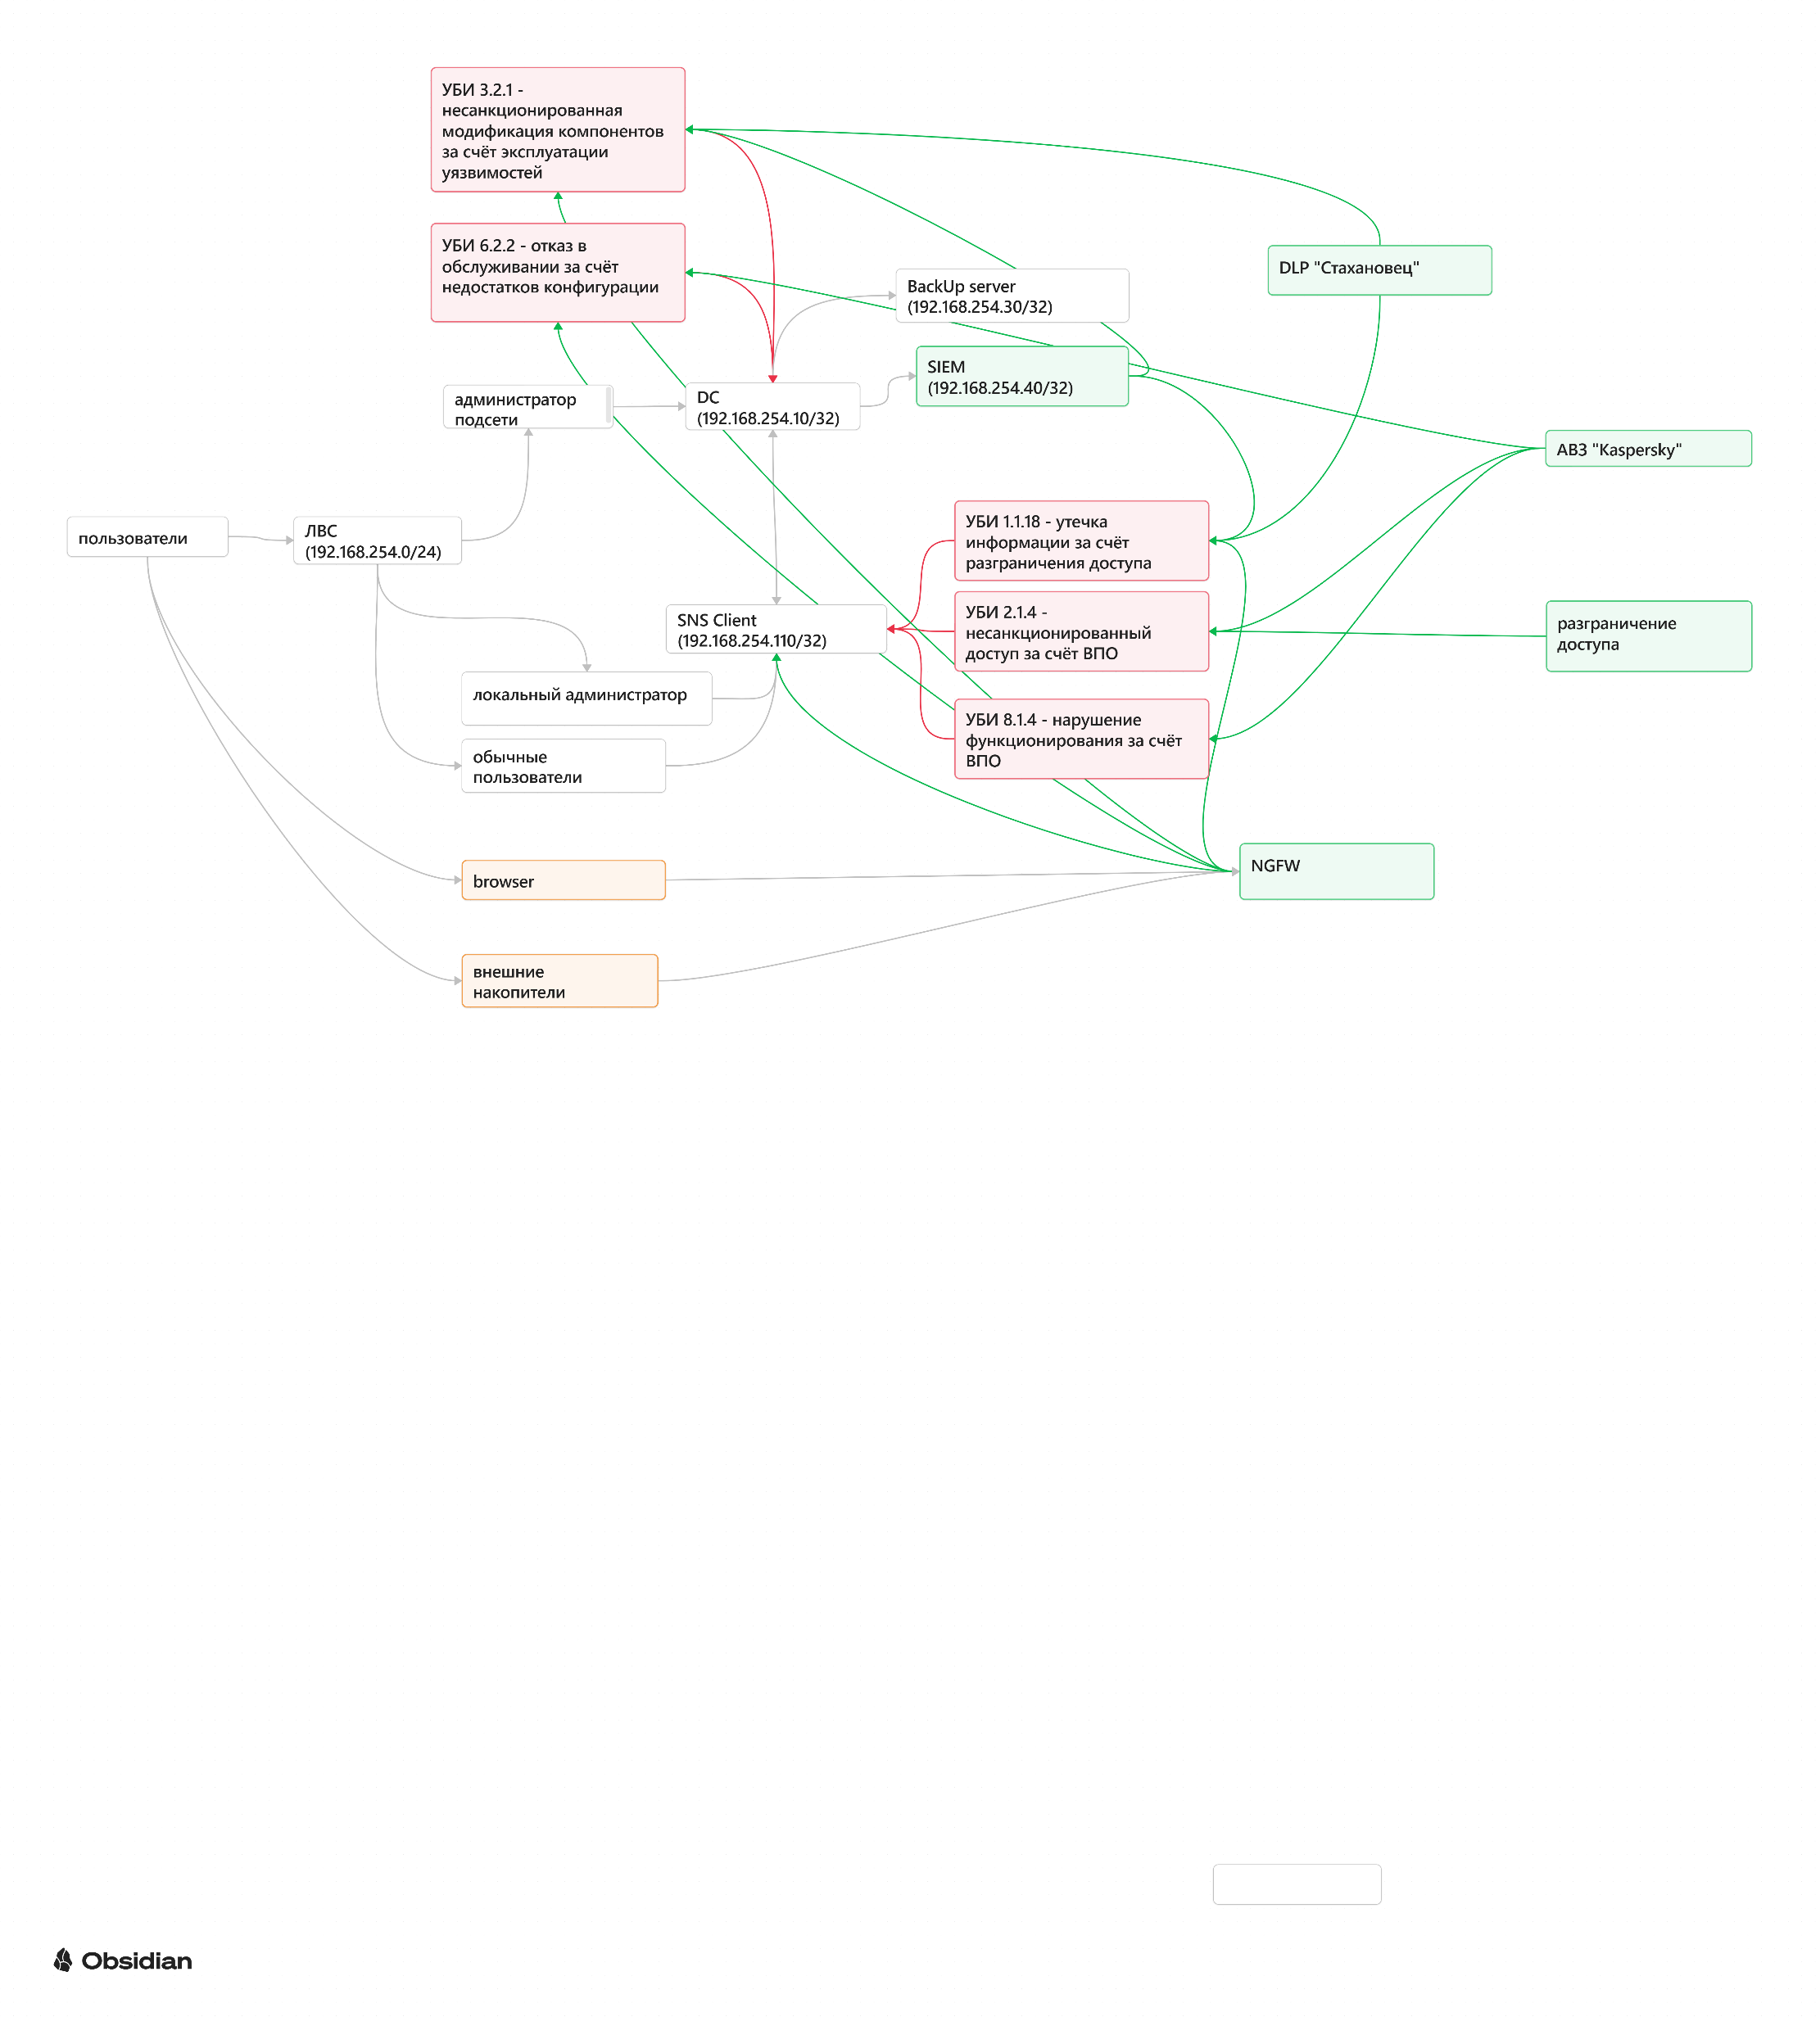 УБИ 3.2.1 -
несанкционированная
модификация компонентов
за счёт эксплуатации
уязвимостей
УБИ 6.2.2 - отказ в
обслуживании за счёт
недостатков конфигурации
DLP "Стахановец"
BackUp server
(192.168.254.30/32)
SIEM
(192.168.254.40/32)
администратор
подсети
DC
(192.168.254.10/32)
АВЗ "Kaspersky"
пользователи
ЛВС
(192.168.254.0/24)
УБИ 1.1.18 - утечка
информации за счёт
разграничения доступа
УБИ 2.1.4 -
несанкционированный
доступ за счёт ВПО
разграничение
доступа
SNS Client
(192.168.254.110/32)
локальный администратор
УБИ 8.1.4 - нарушение
функционирования за счёт
ВПО
обычные
пользователи
NGFW
browser
внешние
накопители
Obsidian